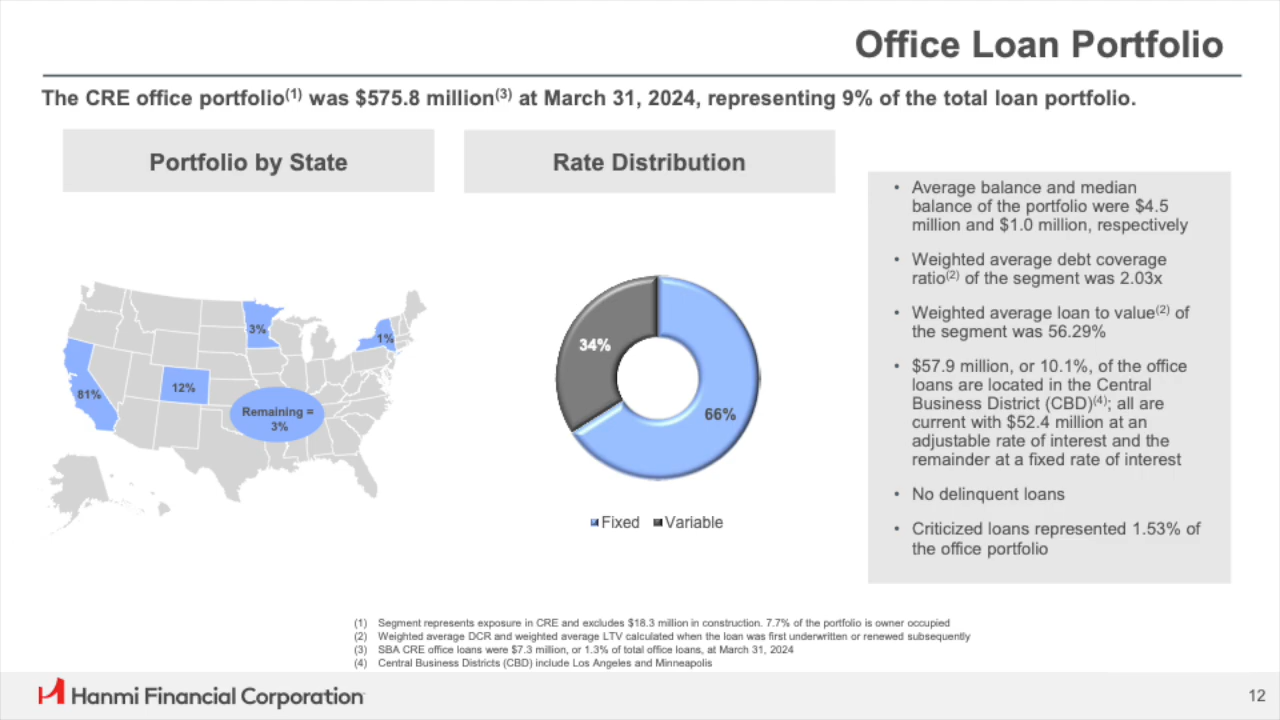 Office Loan Portfolio
The CRE office portfolio(1) was $575.8 million(3) at March 31, 2024, representing 9% of the total loan portfolio.
Portfolio by State
3%
1%
81%
12%
Remaining =
3%
Rate Distribution
34%
66%
Fixed Variable
• Average balance and median
balance of the portfolio were $4.5
million and $1.0 million, respectively
• Weighted average debt coverage
ratio(2) of the segment was 2.03x
• Weighted average loan to value(2) of
the segment was 56.29%
• $57.9 million, or 10.1%, of the office
loans are located in the Central
Business District (CBD)(4); all are
current with $52.4 million at an
adjustable rate of interest and the
remainder at a fixed rate of interest
• No delinquent loans
• Criticized loans represented 1.53% of
the office portfolio
(1) Segment represents exposure in CRE and excludes $18.3 million in construction. 7.7% of the portfolio is owner occupied
(2) Weighted average DCR and weighted average LTV calculated when the loan was first underwritten or renewed subsequently
(3) SBA CRE office loans were $7.3 million, or 1.3% of total office loans, at March 31, 2024
(4) Central Business Districts (CBD) include Los Angeles and Minneapolis
Hanmi Financial Corporation
12